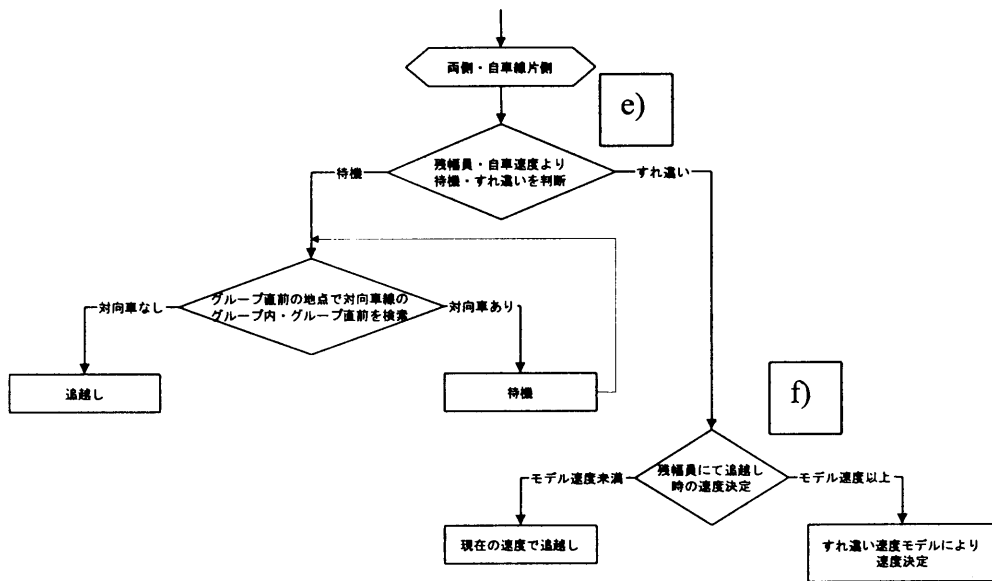 両側・自車線片側
e)
残幅員・自車速度より
待機・すれ違いを判断
待機
すれ違い
グループ直前の地点で対向車線の
グループ内・グループ直前を検索
対向車なし
対向車あり
追越し
待機
f)
残幅員にて追越し
時の速度決定
モデル速度未満
モデル速度以上
現在の速度で追越し
すれ違い速度モデルにより
速度決定